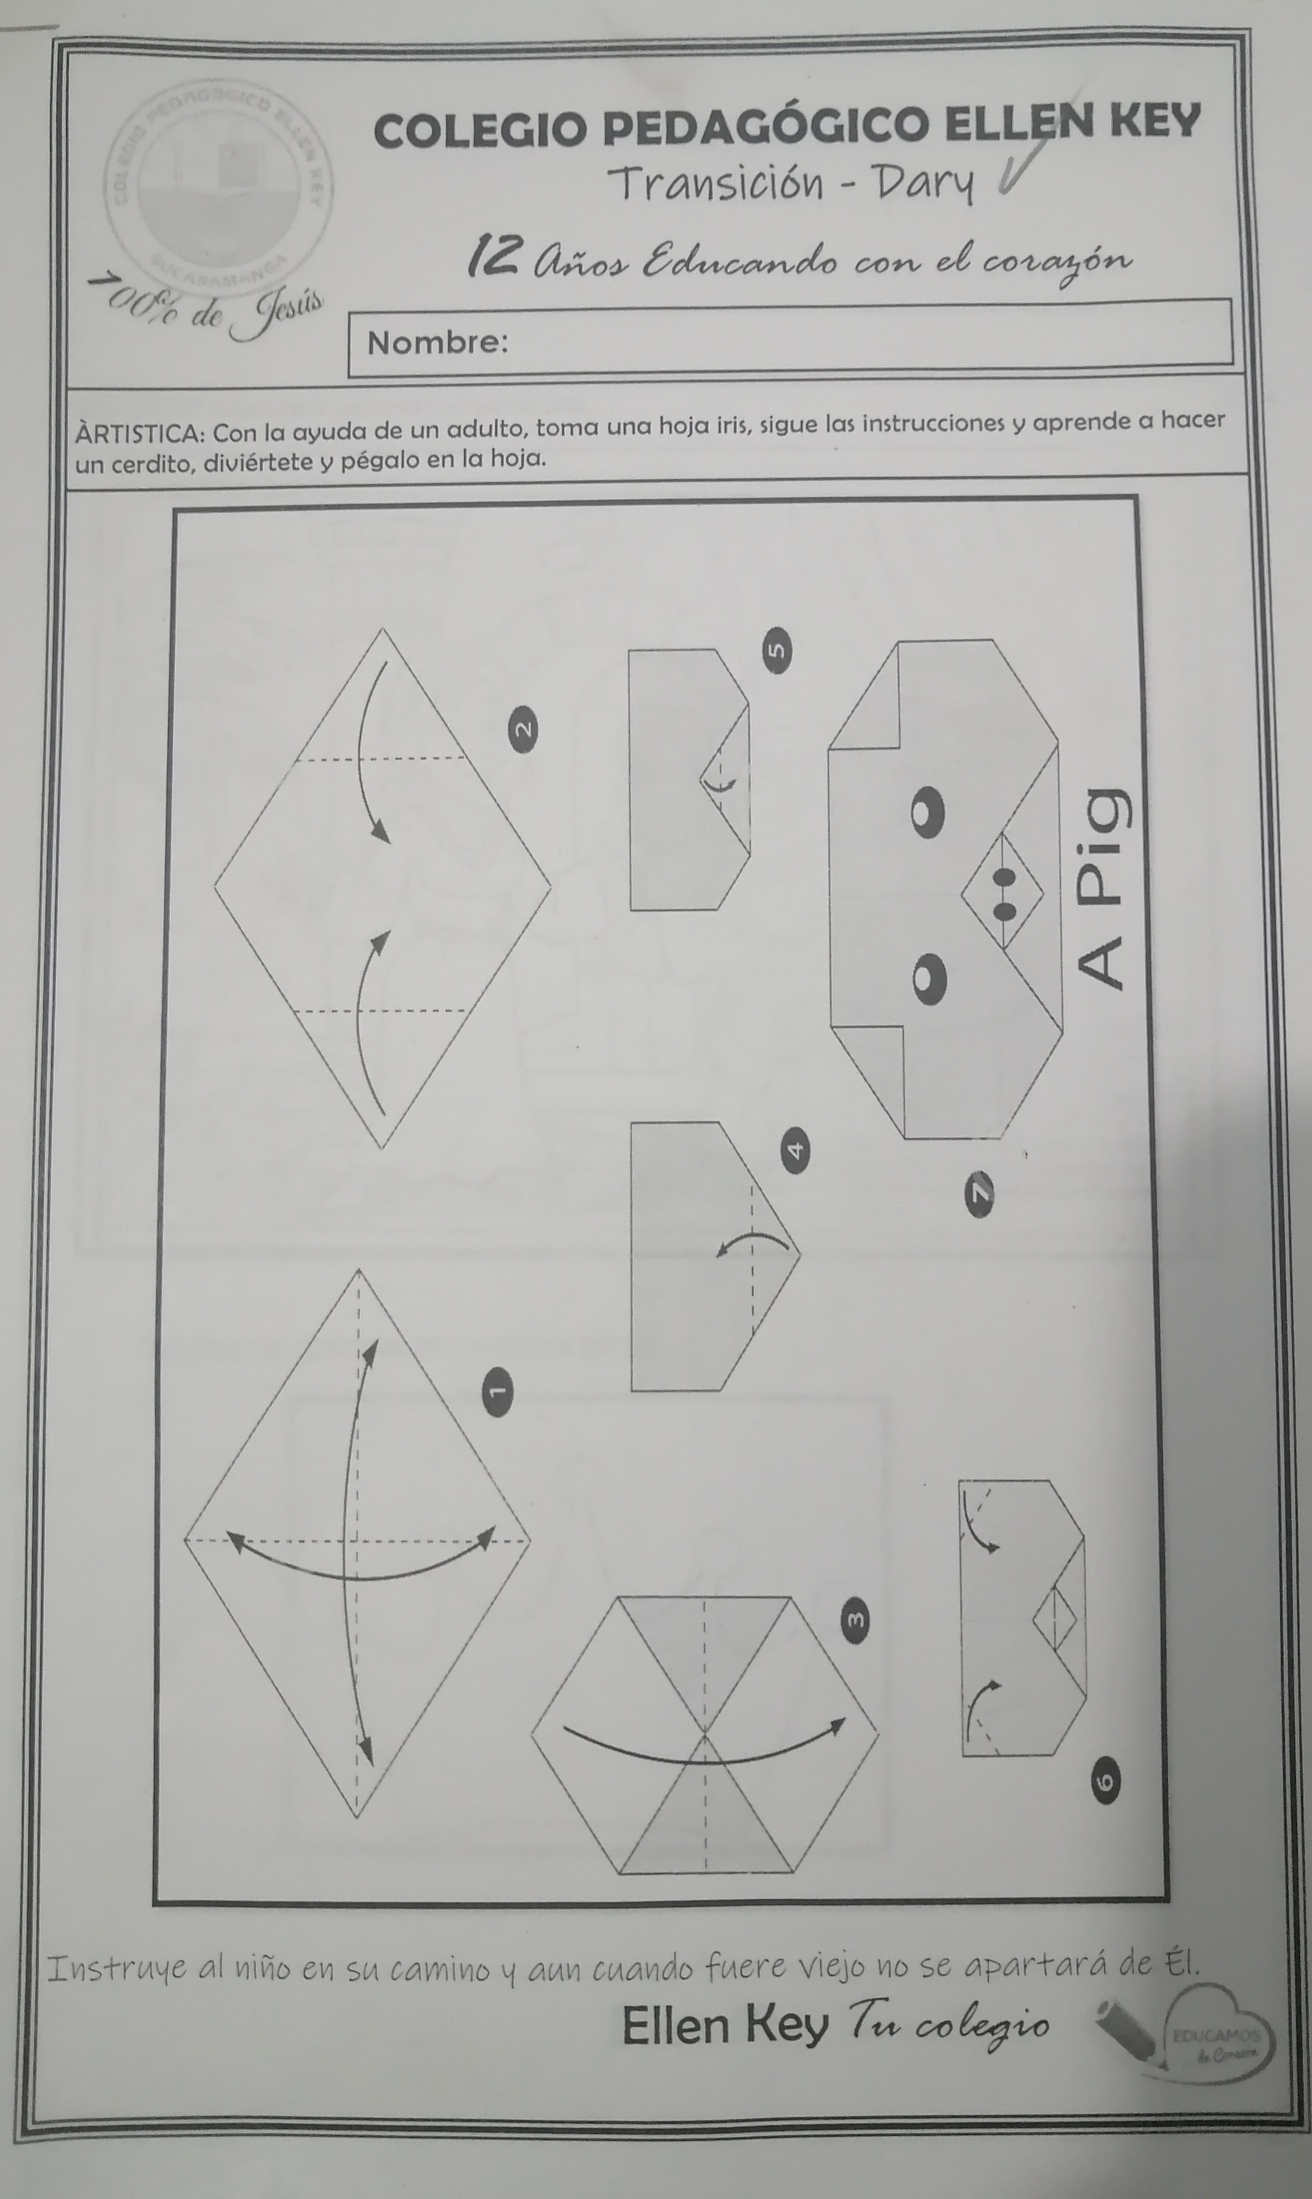 COLEGIO PEDAGÓGICO ELLEN KEY
BUCARAMANGA
100% de Jesús
COLEGIO PEDAGÓGICO ELLEN KEY
Transición - Dary
12 Años Educando con el corazón
Nombre:
ÀRTISTICA: Con la ayuda de un adulto, toma una hoja iris, sigue las instrucciones y aprende a hacer
un cerdito, diviértete y pégalo en la hoja.
1
2
3
4
5
6
7
A Pig
Instruye al niño en su camino y aun cuando fuere viejo no se apartará de Él.
Ellen Key Tu colegio
EDUCAMOS
de Corazón